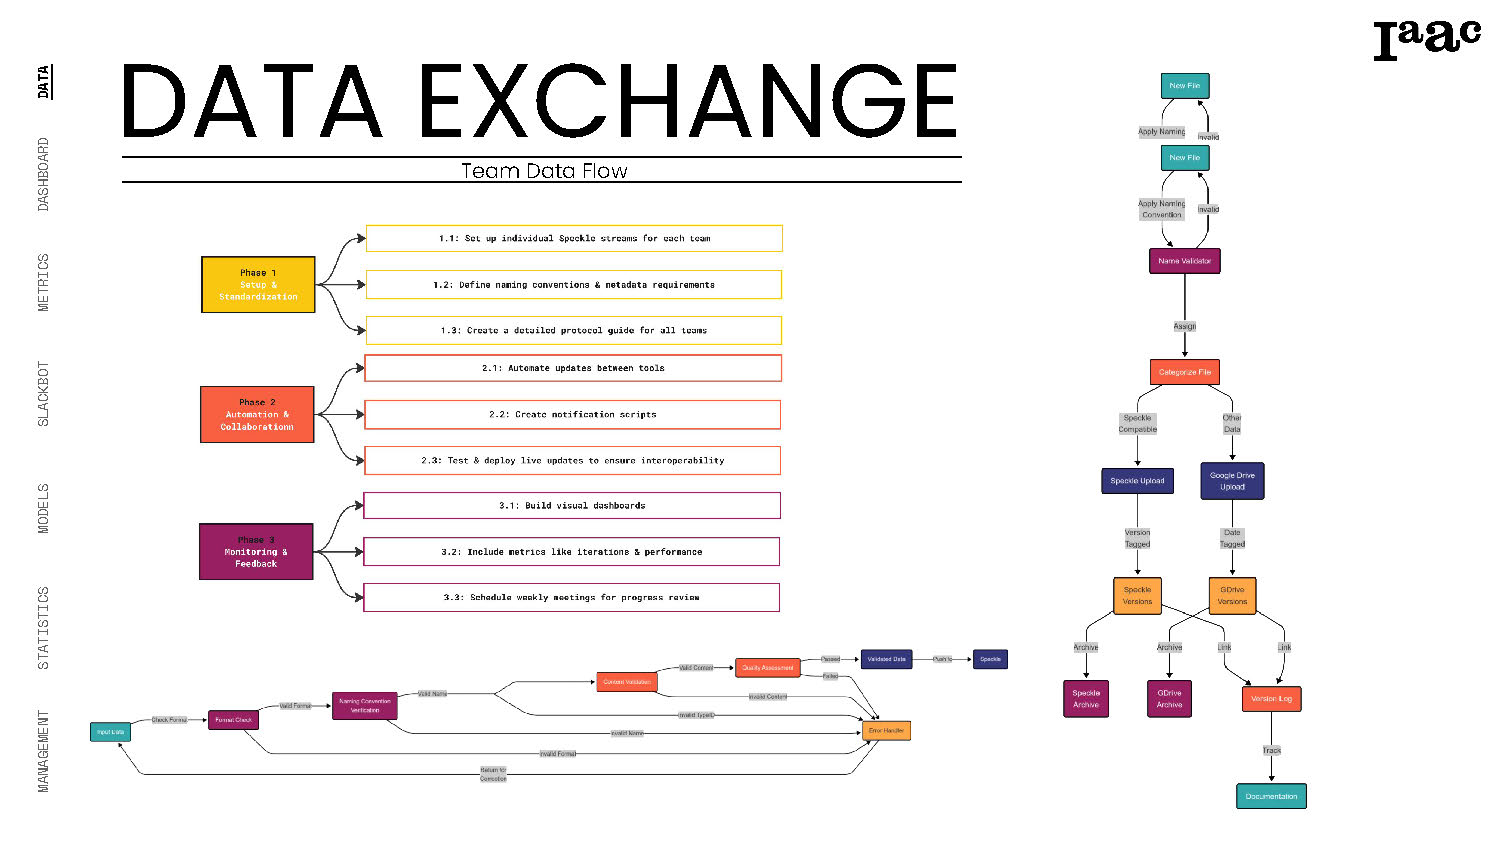 Iaac
DATA
DASHBOARD
METRICS
SLACKBOT
MODELS
STATISTICS
MANAGEMENT
DATA EXCHANGE
Team Data Flow
Phase 1
Setup &
Standardization
1.1: Set up individual Speckle streams for each team
1.2: Define naming conventions & metadata requirements
1.3: Create a detailed protocol guide for all teams
Phase 2
Automation &
Collaborationn
2.1: Automate updates between tools
2.2: Create notification scripts
2.3: Test & deploy live updates to ensure interoperability
Phase 3
Monitoring &
Feedback
3.1: Build visual dashboards
3.2: Include metrics like iterations & performance
3.3: Schedule weekly meetings for progress review
Input Data
Check Format
Format Check
Valid Format
Naming Convention
Verification
Valid Name
Content Validation
Valid Content
Quality Assessment
Passed
Validated Data
Push to
Speckle
Failed
Invalid Content
Invalid TypeID
Invalid Name
Error Handler
Invalid Format
Return for
Correction
New File
Apply Naming
Invalid
New File
Apply Naming
Convention
Invalid
Name Validator
Assign
Categorize File
Speckle
Compatible
Other
Data
Speckle Upload
Google Drive
Upload
Version
Tagged
Date
Tagged
Speckle
Versions
GDrive
Versions
Archive
Archive
Link
Link
Speckle
Archive
GDrive
Archive
Version Log
Track
Documentation